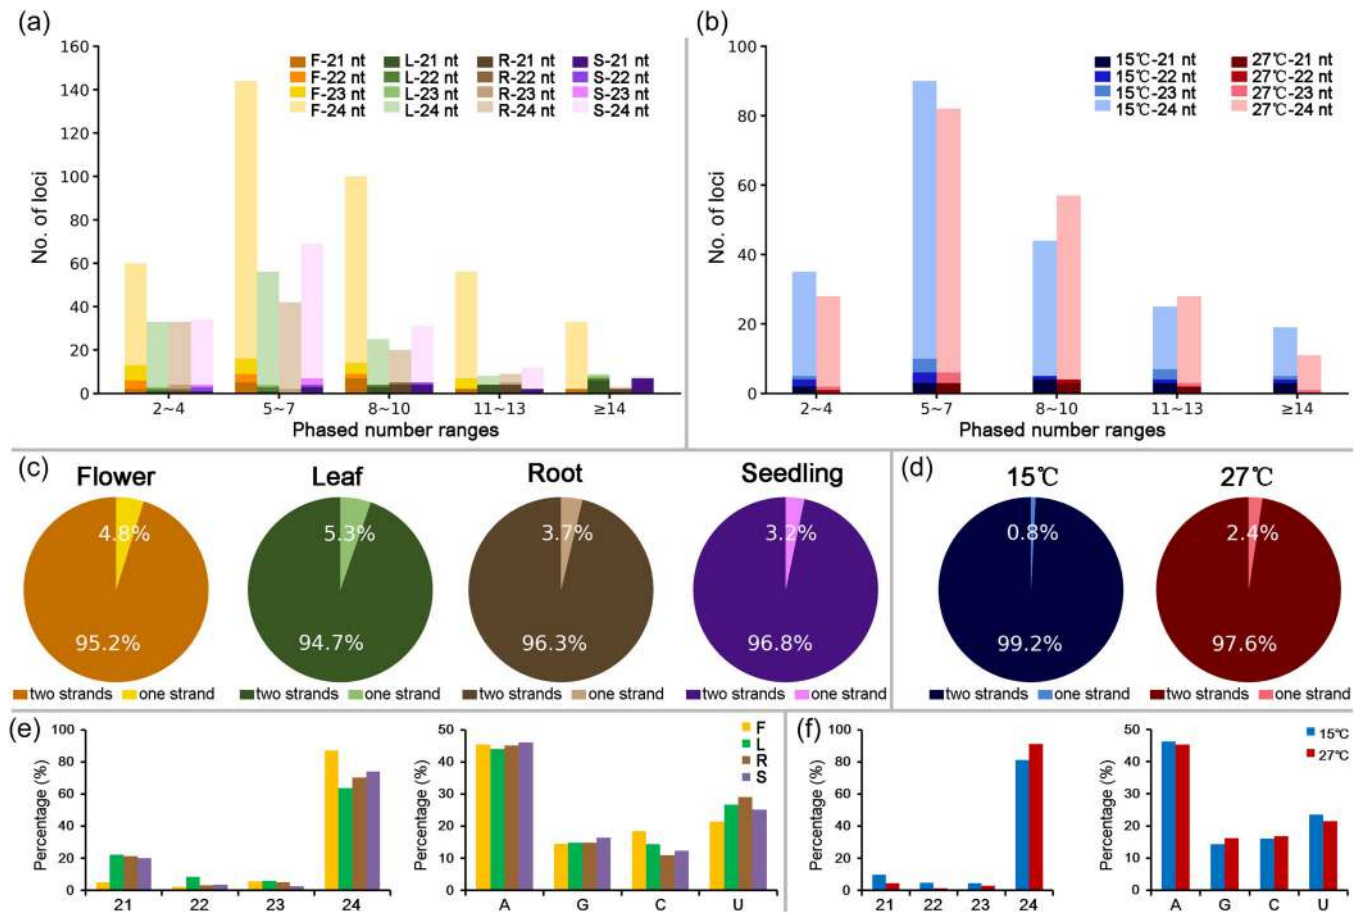 (a)
160
140
120
100
80
60
40
20
0
No. of loci
F-21 nt L-21 nt R-21 nt S-21 nt
F-22 nt L-22 nt R-22 nt S-22 nt
F-23 nt L-23 nt R-23 nt S-23 nt
F-24 nt L-24 nt R-24 nt S-24 nt
2~4 5~7 8~10 11~13 ≥14
Phased number ranges
(b)
100
80
60
40
20
0
No. of loci
15℃-21 nt 27℃-21 nt
15℃-22 nt 27℃-22 nt
15℃-23 nt 27℃-23 nt
15℃-24 nt 27℃-24 nt
2~4 5~7 8~10 11~13 ≥14
Phased number ranges
(c)
Flower Leaf Root Seedling
4.8% 5.3% 3.7% 3.2%
95.2% 94.7% 96.3% 96.8%
two strands one strand two strands one strand two strands one strand two strands one strand
(d)
15℃ 27℃
0.8% 2.4%
99.2% 97.6%
two strands one strand two strands one strand
(e)
100
80
60
40
20
0
Percentage (%)
21 22 23 24
50
40
30
20
10
0
Percentage (%)
F
L
R
S
A G C U
(f)
100
80
60
40
20
0
Percentage (%)
21 22 23 24
50
40
30
20
10
0
Percentage (%)
15℃
27℃
A G C U